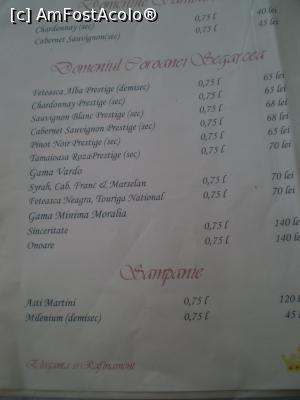 [c] AmFostAcolo®
Chardonnay (sec) 0,75 l 40 lei
Cabernet Sauvignon(sec) 0,75 l 45 lei
Domeniul Coroanei Segarcea
Feteasca Alba Prestige (demisec) 0,75 l 65 lei
Chardonnay Prestige (sec) 0,75 l 65 lei
Sauvignon Blanc Prestige (sec) 0,75 l 68 lei
Cabernet Sauvignon Prestige (sec) 0,75 l 68 lei
Pinot Noir Prestige (sec) 0,75 l 65 lei
Tamaioasa RozaPrestige (sec) 0,75 l 70 lei
Gama Vardo
Syrah, Cab. Franc & Marselan 0,75 l 70 lei
Feteasca Neagra, Touriga National 0,75 l 70 lei
Gama Minima Moralia
Sinceritate 0,75 l 140 lei
Onoare 0,75 l 140 lei
Sampanie
Asti Martini 0,75 l 120
Milenium (demisec) 0,75 l 45
Eleganta si Rafinament